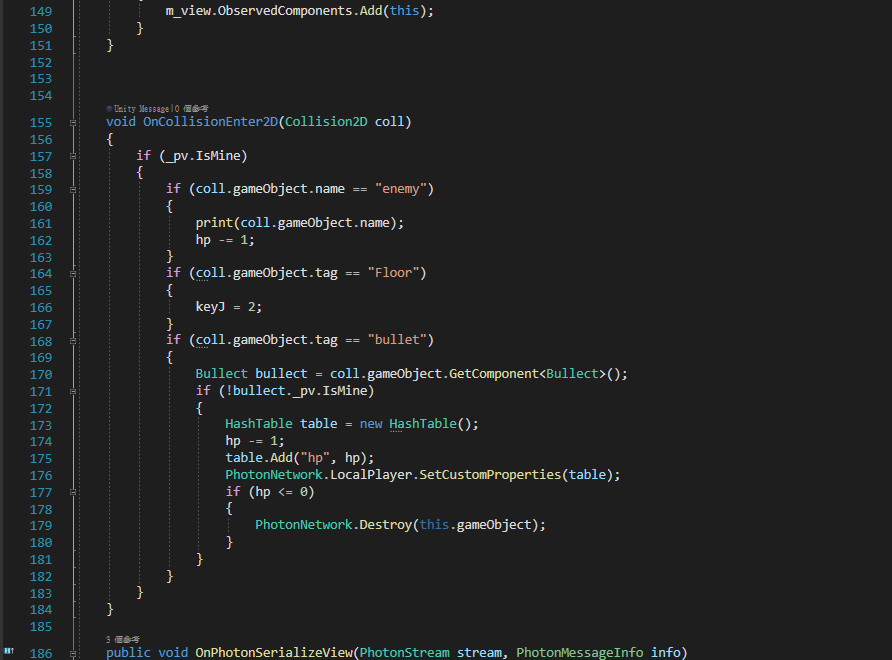 149 m_view.ObservedComponents.Add(this);
150 }
151 }
152
153
154
Unity Message|0 個參考
155 void OnCollisionEnter2D(Collision2D coll)
156 {
157 if (_pv.IsMine)
158 {
159 if (coll.gameObject.name == "enemy")
160 {
161 print(coll.gameObject.name);
162 hp -= 1;
163 }
164 if (coll.gameObject.tag == "Floor")
165 {
166 keyJ = 2;
167 }
168 if (coll.gameObject.tag == "bullet")
169 {
170 Bullect bullect = coll.gameObject.GetComponent<Bullect>();
171 if (!bullect._pv.IsMine)
172 {
173 HashTable table = new HashTable();
174 hp -= 1;
175 table.Add("hp", hp);
176 PhotonNetwork.LocalPlayer.SetCustomProperties(table);
177 if (hp <= 0)
178 {
179 PhotonNetwork.Destroy(this.gameObject);
180 }
181 }
182 }
183 }
184 }
185
3 個參考
186 public void OnPhotonSerializeView(PhotonStream stream, PhotonMessageInfo info)